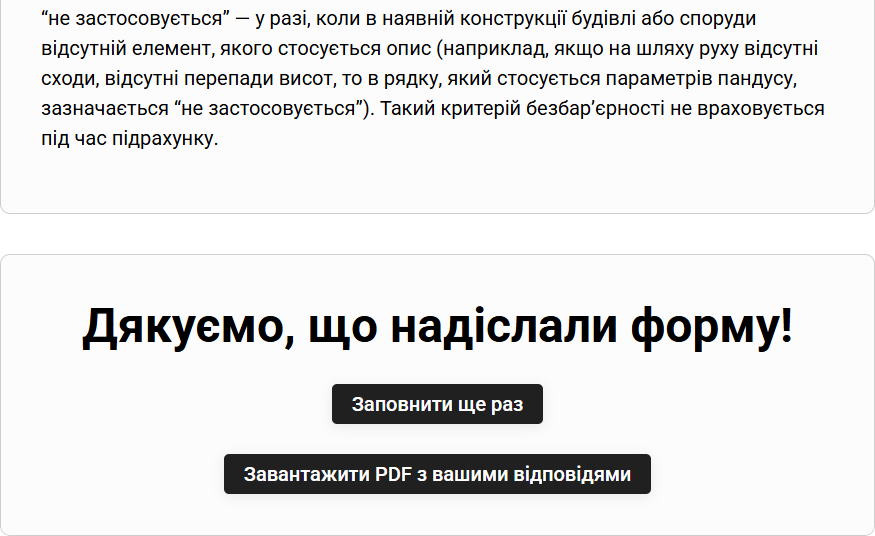 “не застосовується” — у разі, коли в наявній конструкції будівлі або споруди
відсутній елемент, якого стосується опис (наприклад, якщо на шляху руху відсутні
сходи, відсутні перепади висот, то в рядку, який стосується параметрів пандусу,
зазначається “не застосовується”). Такий критерій безбар’єрності не враховується
під час підрахунку.
Дякуємо, що надіслали форму!
Заповнити ще раз
Завантажити PDF з вашими відповідями